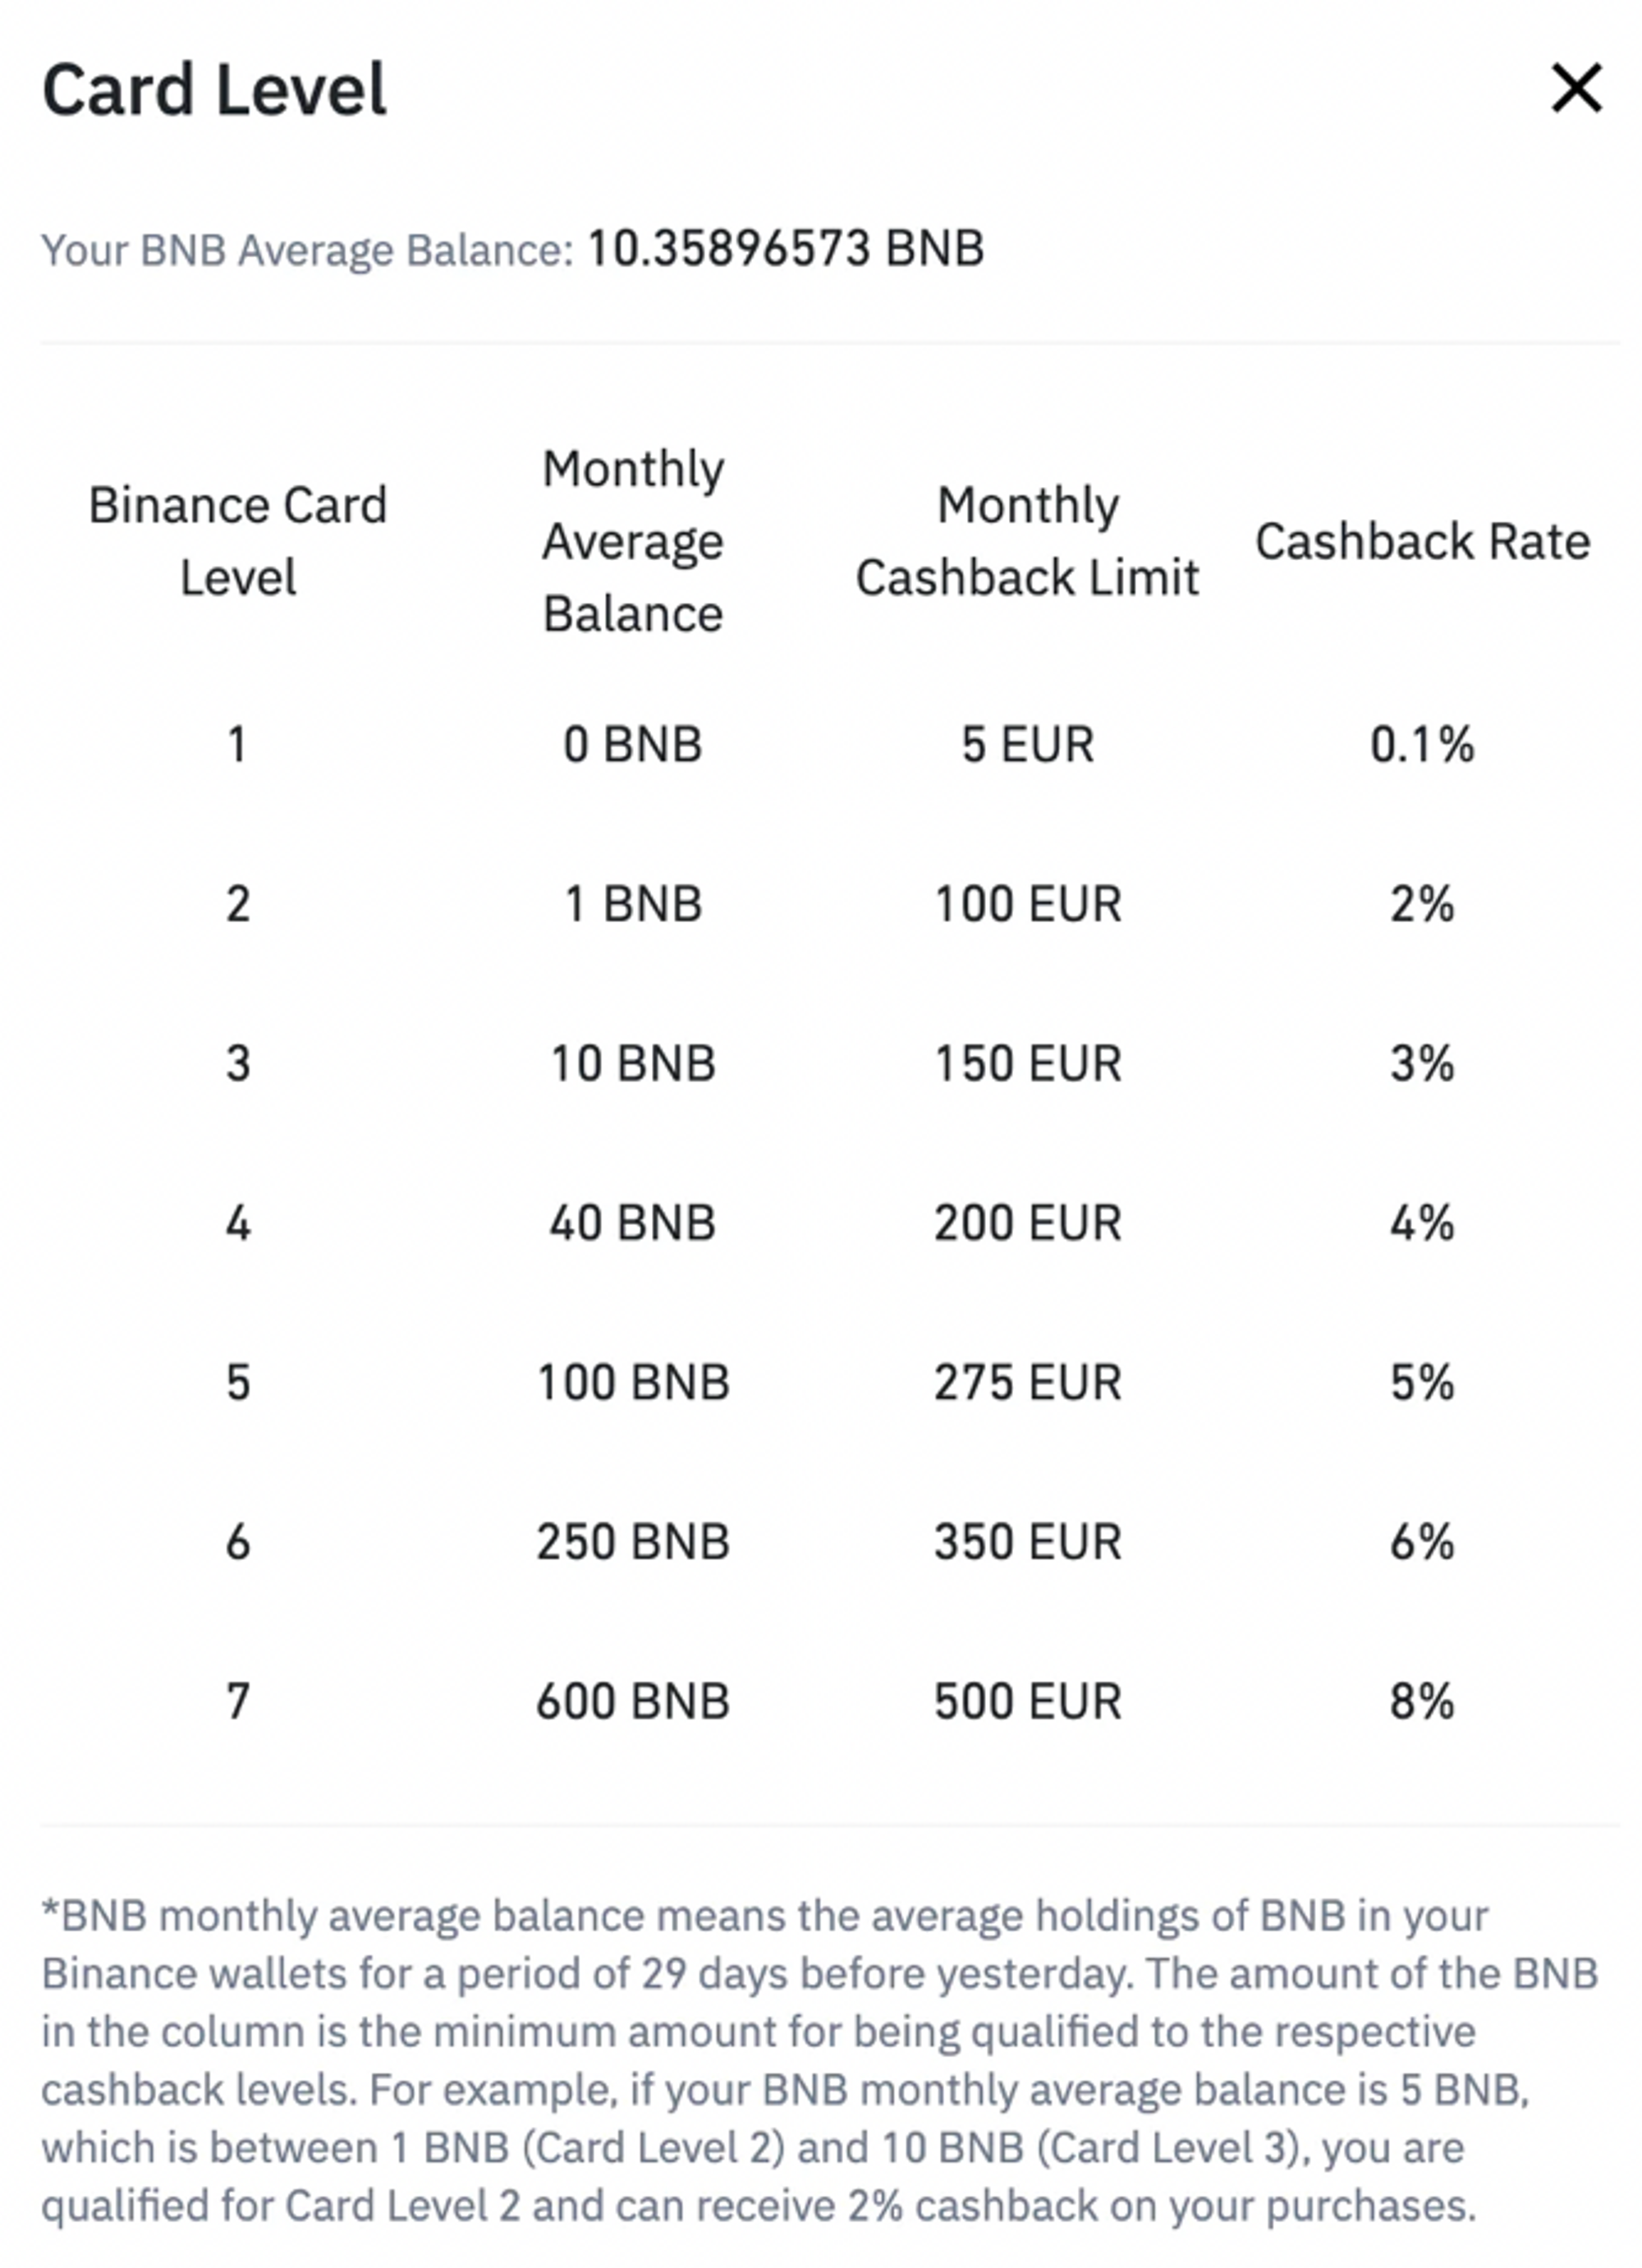 Card Level
Your BNB Average Balance: 10.35896573 BNB
Binance Card
Level
Monthly
Average
Balance
Monthly
Cashback Limit
Cashback Rate
1 0 BNB 5 EUR 0.1%
2 1 BNB 100 EUR 2%
3 10 BNB 150 EUR 3%
4 40 BNB 200 EUR 4%
5 100 BNB 275 EUR 5%
6 250 BNB 350 EUR 6%
7 600 BNB 500 EUR 8%
*BNB monthly average balance means the average holdings of BNB in your
Binance wallets for a period of 29 days before yesterday. The amount of the BNB
in the column is the minimum amount for being qualified to the respective
cashback levels. For example, if your BNB monthly average balance is 5 BNB,
which is between 1 BNB (Card Level 2) and 10 BNB (Card Level 3), you are
qualified for Card Level 2 and can receive 2% cashback on your purchases.